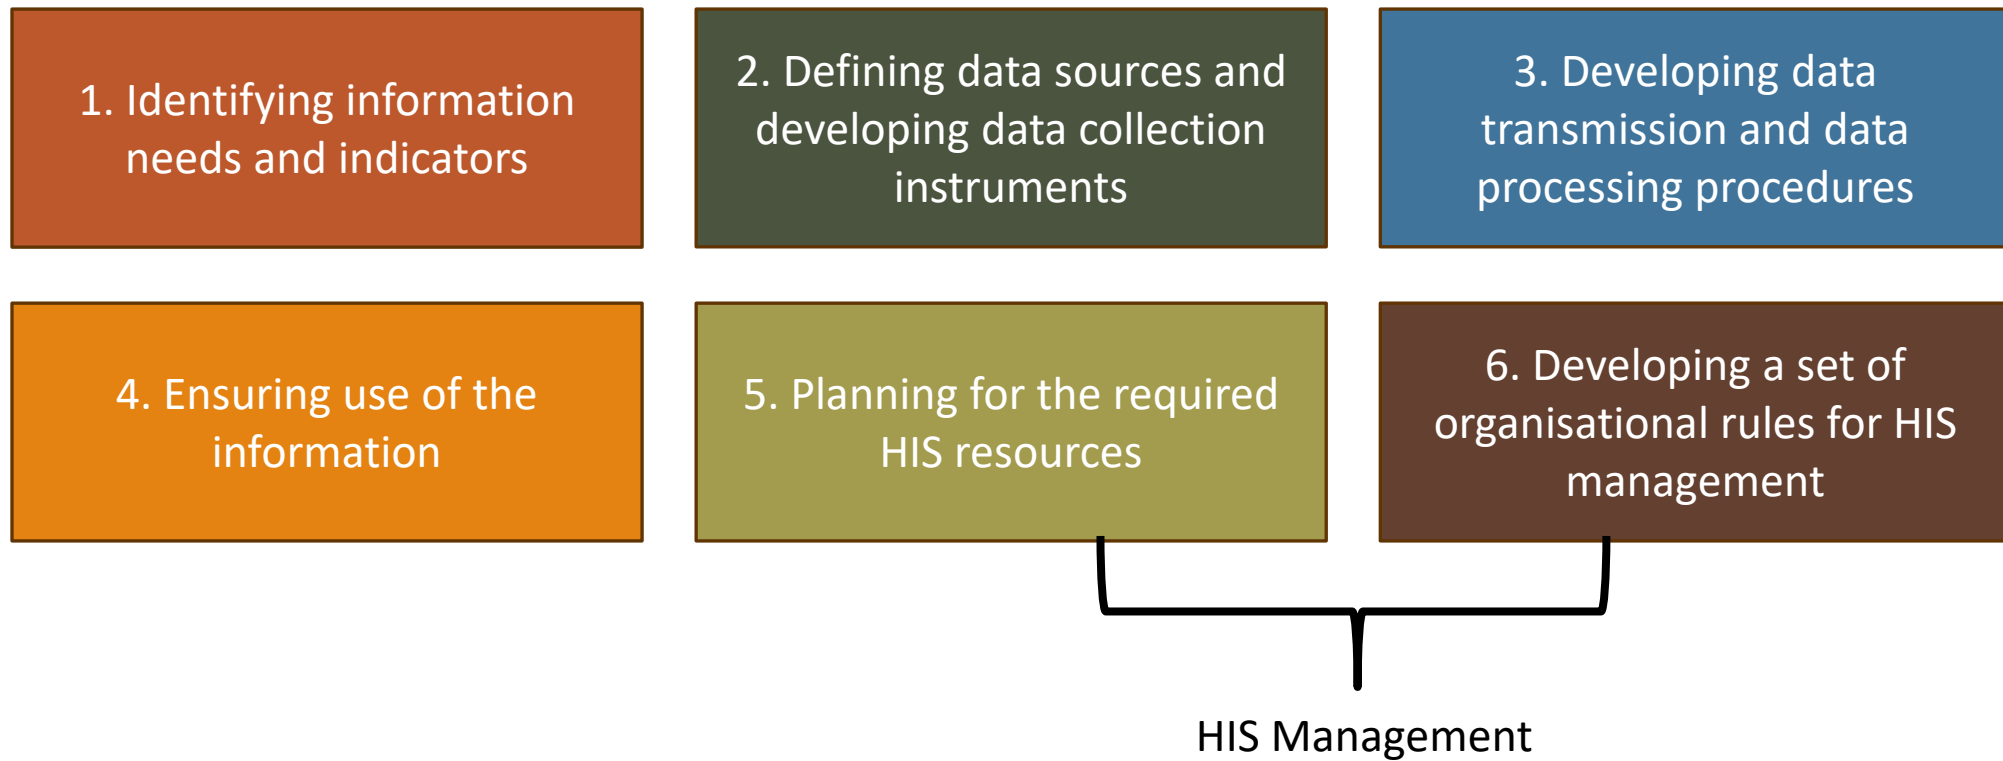 1. Identifying information
needs and indicators
2. Defining data sources and
developing data collection
instruments
3. Developing data
transmission and data
processing procedures
4. Ensuring use of the
information
5. Planning for the required
HIS resources
6. Developing a set of
organisational rules for HIS
management
HIS Management